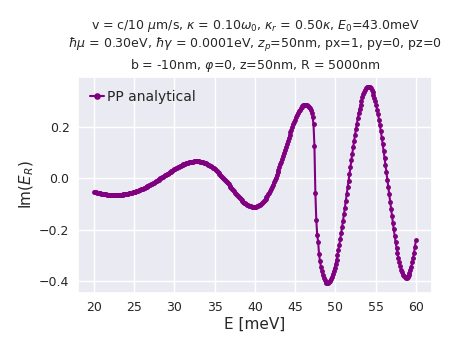 v = c/10 μm/s, κ = 0.10ω₀, κᵣ = 0.50κ, E₀=43.0meV
ħμ = 0.30eV, ħγ = 0.0001eV, zₚ=50nm, px=1, py=0, pz=0
b = -10nm, φ=0, z=50nm, R = 5000nm
PP analytical
Im(E_R)
0.2
0.0
−0.2
−0.4
20 25 30 35 40 45 50 55 60
E [meV]